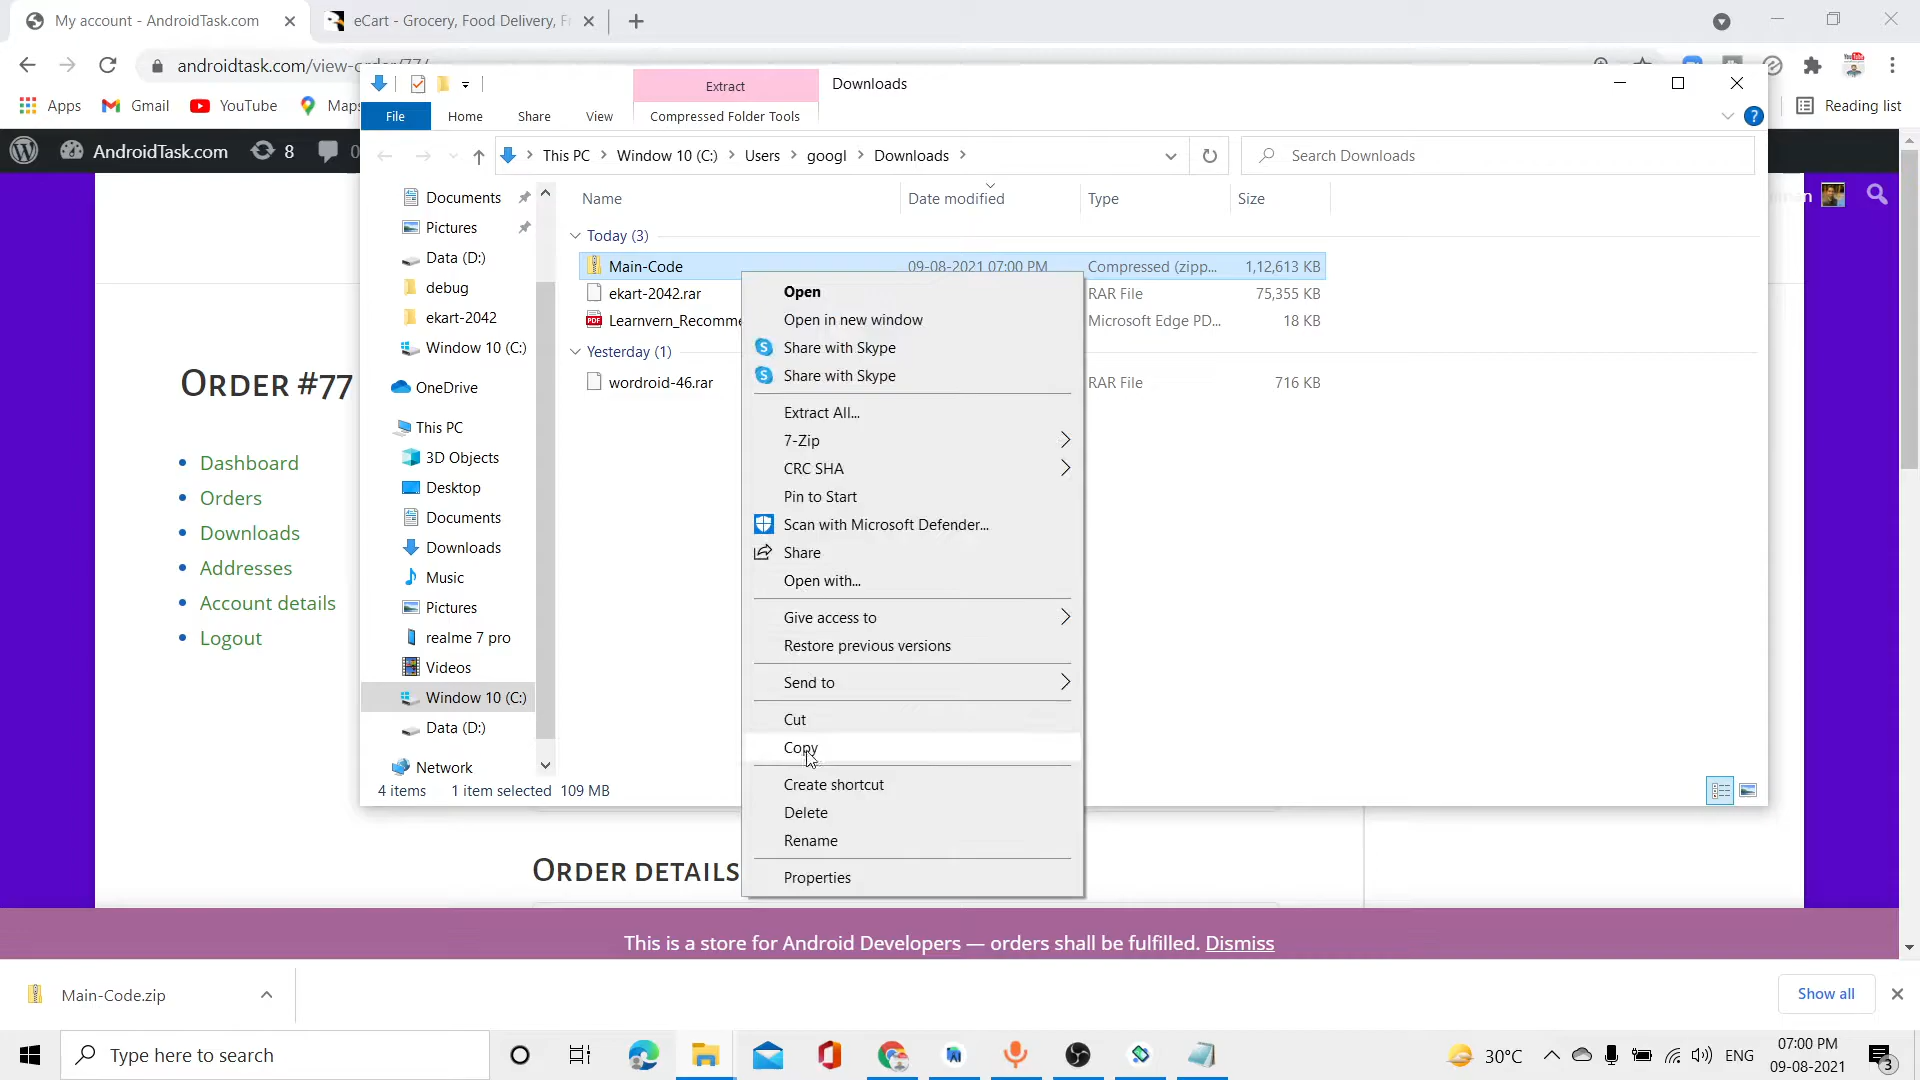 My account - AndroidTask.com
eCart - Grocery, Food Delivery, F
androidtask.com/view-order/77/
Apps
Gmail
YouTube
Maps
Reading list
AndroidTask.com
8
0
Extract
Downloads
File
Home
Share
View
Compressed Folder Tools
This PC
Window 10 (C:)
Users
googl
Downloads
Search Downloads
Name
Date modified
Type
Size
Today (3)
Main-Code
09-08-2021 07:00 PM
Compressed (zipp...
1,12,613 KB
ekart-2042.rar
RAR File
75,355 KB
Learnvern_Recomme
Microsoft Edge PD...
18 KB
Yesterday (1)
wordroid-46.rar
RAR File
716 KB
Documents
Pictures
Data (D:)
debug
ekart-2042
Window 10 (C:)
OneDrive
This PC
3D Objects
Desktop
Documents
Downloads
Music
Pictures
realme 7 pro
Videos
Window 10 (C:)
Data (D:)
Network
4 items
1 item selected
109 MB
Open
Open in new window
Share with Skype
Share with Skype
Extract All...
7-Zip
CRC SHA
Pin to Start
Scan with Microsoft Defender...
Share
Open with...
Give access to
Restore previous versions
Send to
Cut
Copy
Create shortcut
Delete
Rename
Properties
Order #77
Dashboard
Orders
Downloads
Addresses
Account details
Logout
Order details
This is a store for Android Developers — orders shall be fulfilled. Dismiss
Main-Code.zip
Show all
Type here to search
30°C
ENG
07:00 PM
09-08-2021
3